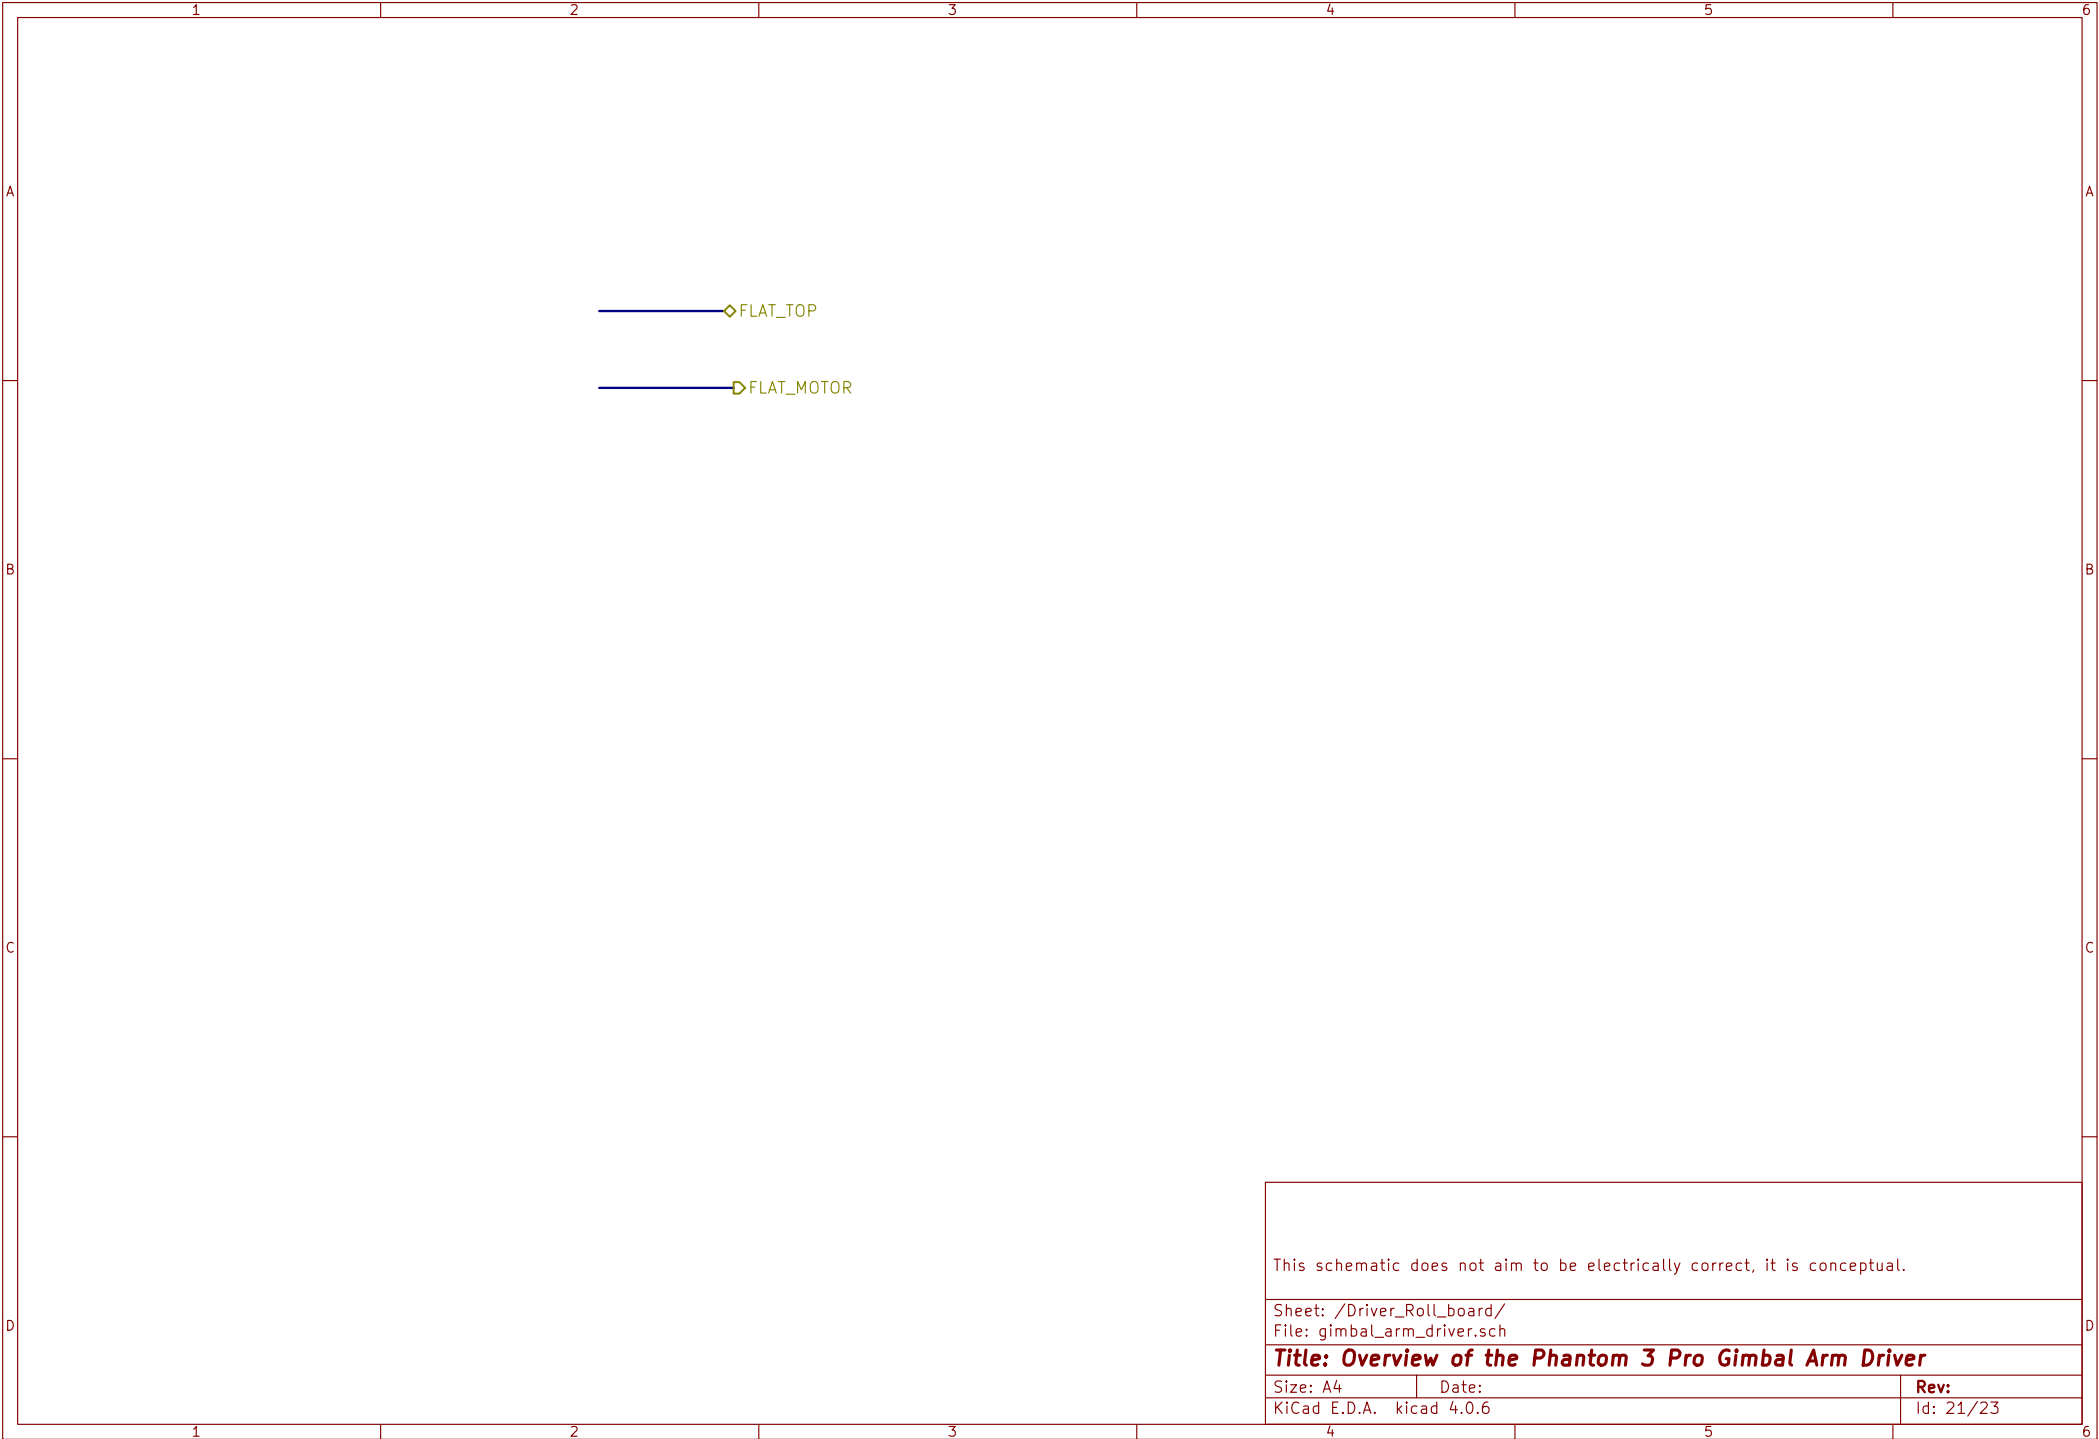 1 2 3 4 5 6
A A
FLAT_TOP
FLAT_MOTOR
B B
C C
This schematic does not aim to be electrically correct, it is conceptual.
Sheet: /Driver_Roll_board/
D D
File: gimbal_arm_driver.sch
Title: Overview of the Phantom 3 Pro Gimbal Arm Driver
Size: A4 Date: Rev:
KiCad E.D.A. kicad 4.0.6 Id: 21/23
1 2 3 4 5 6